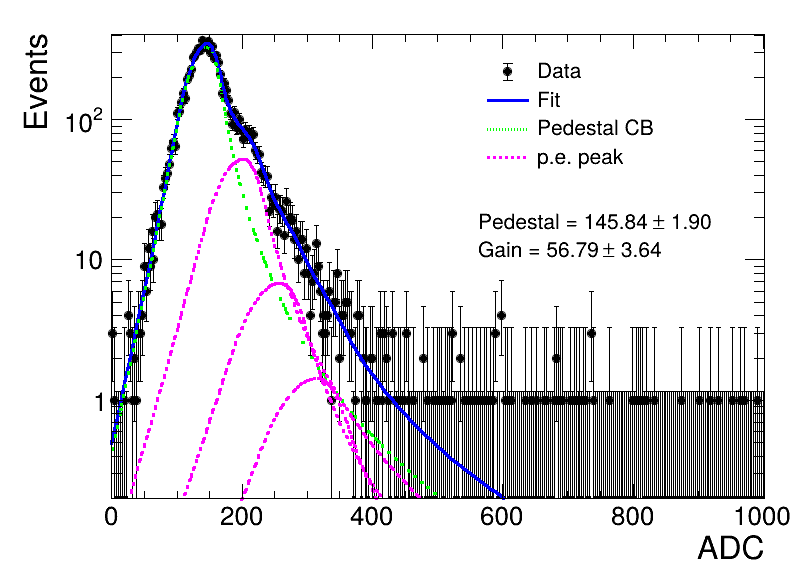 Events
Data
Fit
Pedestal CB
p.e. peak
Pedestal = 145.84 ± 1.90
Gain = 56.79 ± 3.64
10²
10
1
0 200 400 600 800 1000
ADC